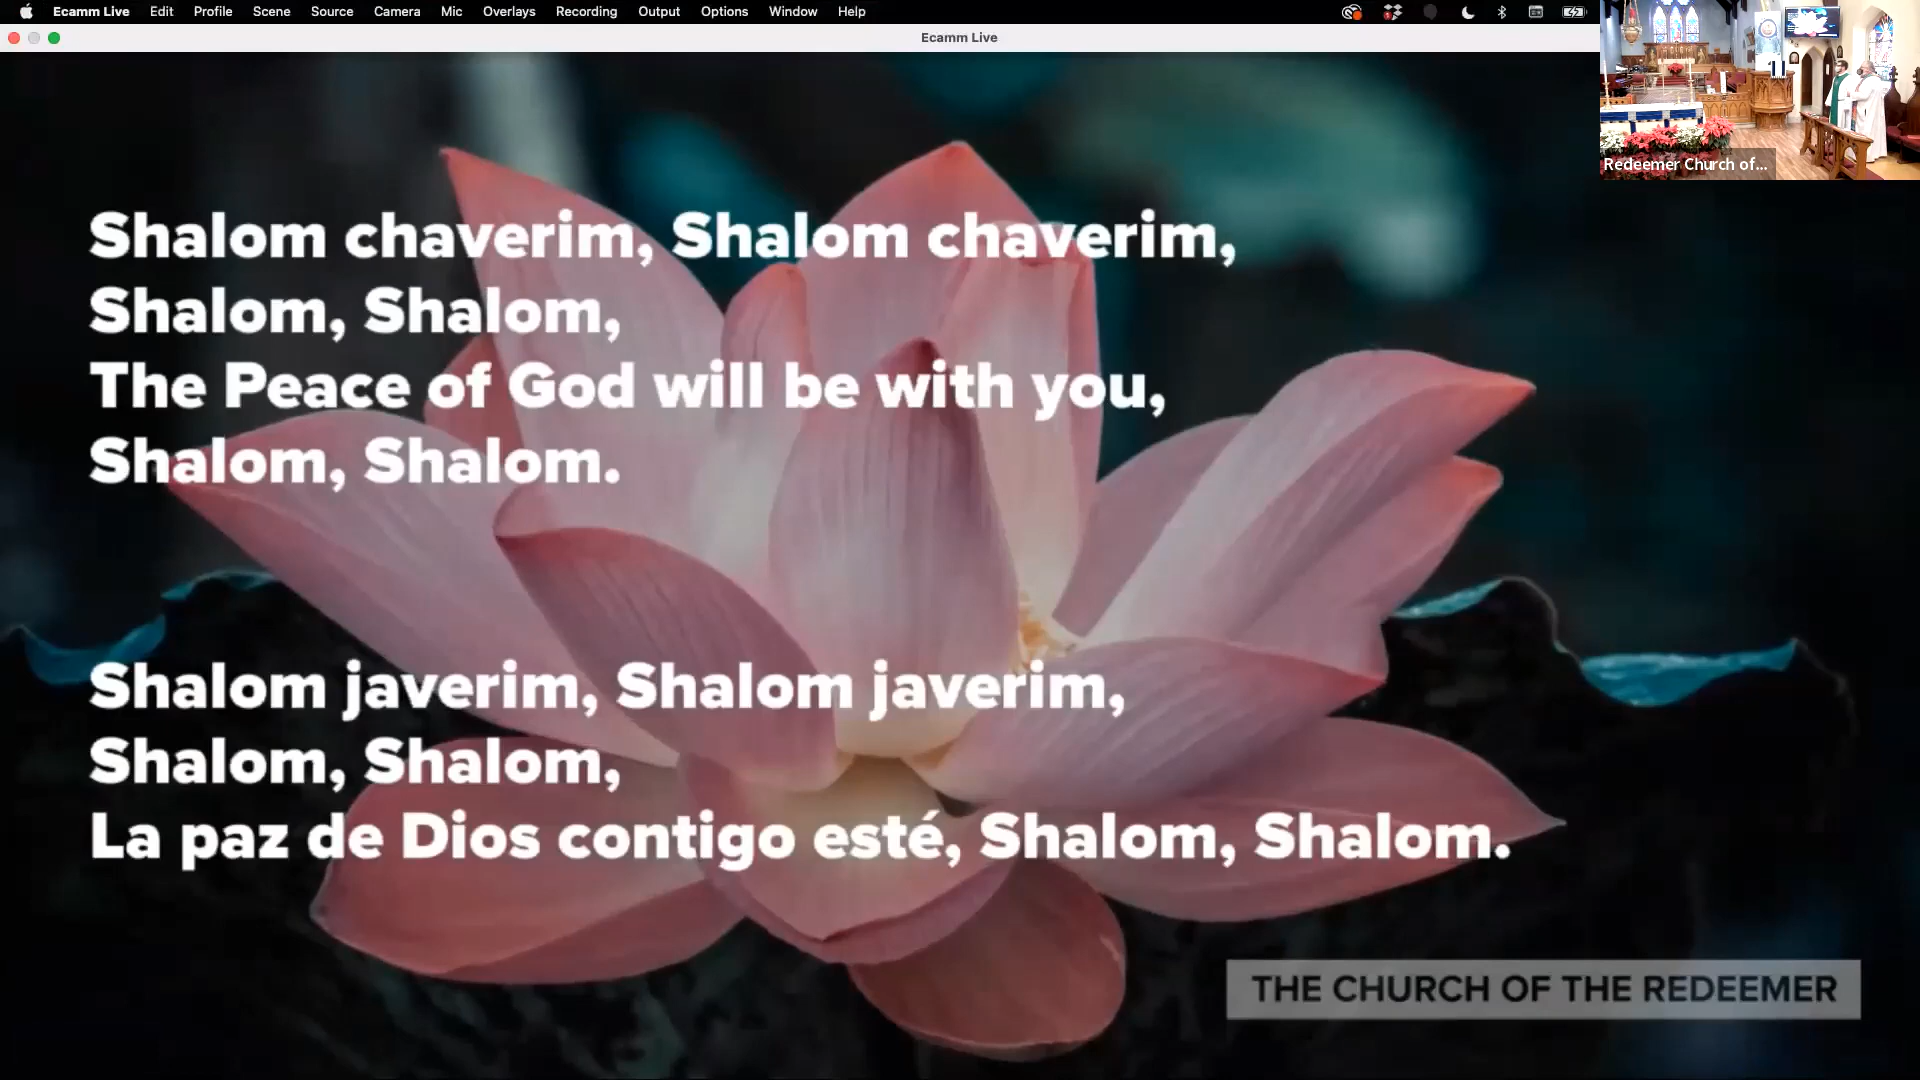 Ecamm Live Edit Profile Scene Source Camera Mic Overlays Recording Output Options Window Help
Ecamm Live
Redeemer Church of...
Shalom chaverim, Shalom chaverim,
Shalom, Shalom,
The Peace of God will be with you,
Shalom, Shalom.
Shalom javerim, Shalom javerim,
Shalom, Shalom,
La paz de Dios contigo esté, Shalom, Shalom.
THE CHURCH OF THE REDEEMER